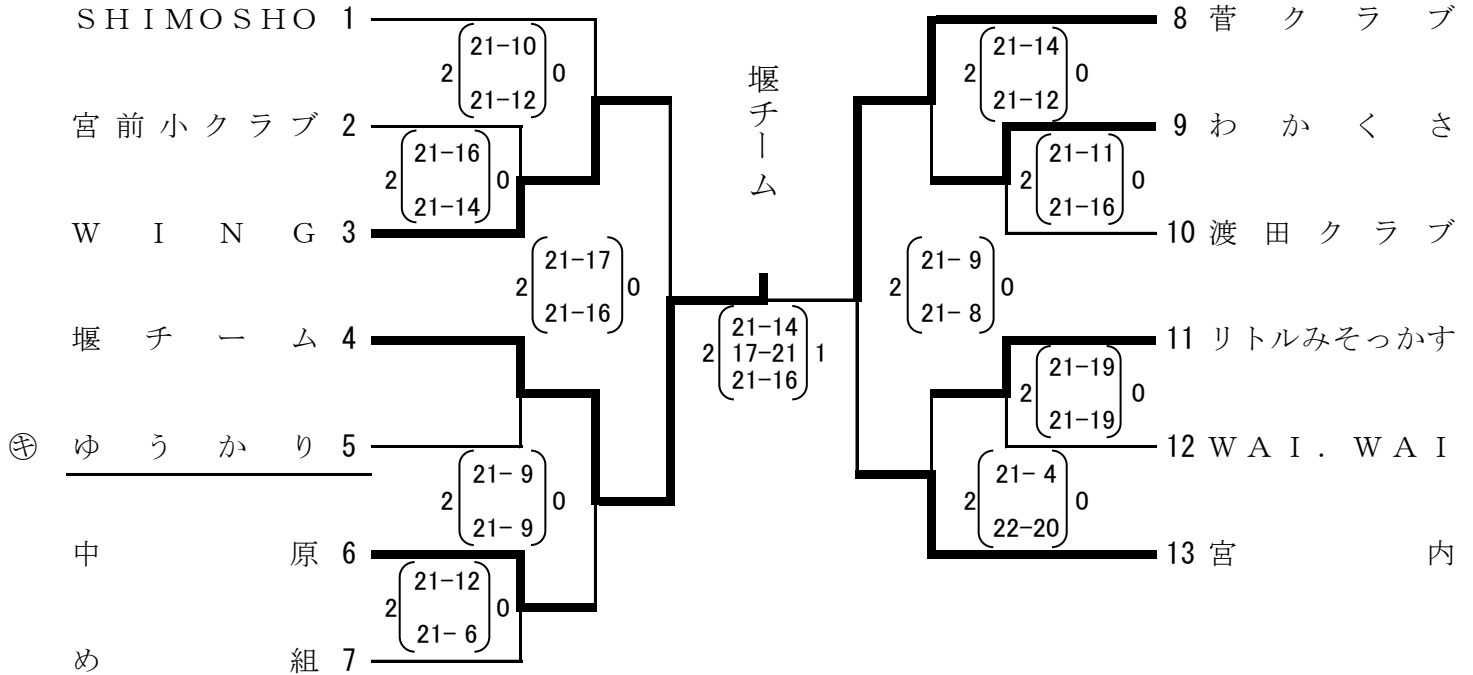 ＳＨＩＭＯＳＨＯ 1
宮前小クラブ 2
ＷＩＮＧ 3
堰チーム 4
㋖ ゆうかり 5
中原 6
め組 7
2 21-10 0
21-12
2 21-16 0
21-14
2 21-17 0
21-16
2 21- 9 0
21- 9
2 21-12 0
21- 6
堰チーム
21-14
2 17-21 1
21-16
8 菅クラブ
9 わかくさ
10 渡田クラブ
11 リトルみそっかす
12 ＷＡＩ．ＷＡＩ
13 宮内
2 21-14 0
21-12
2 21-11 0
21-16
2 21- 9 0
21- 8
2 21-19 0
21-19
2 21- 4 0
22-20